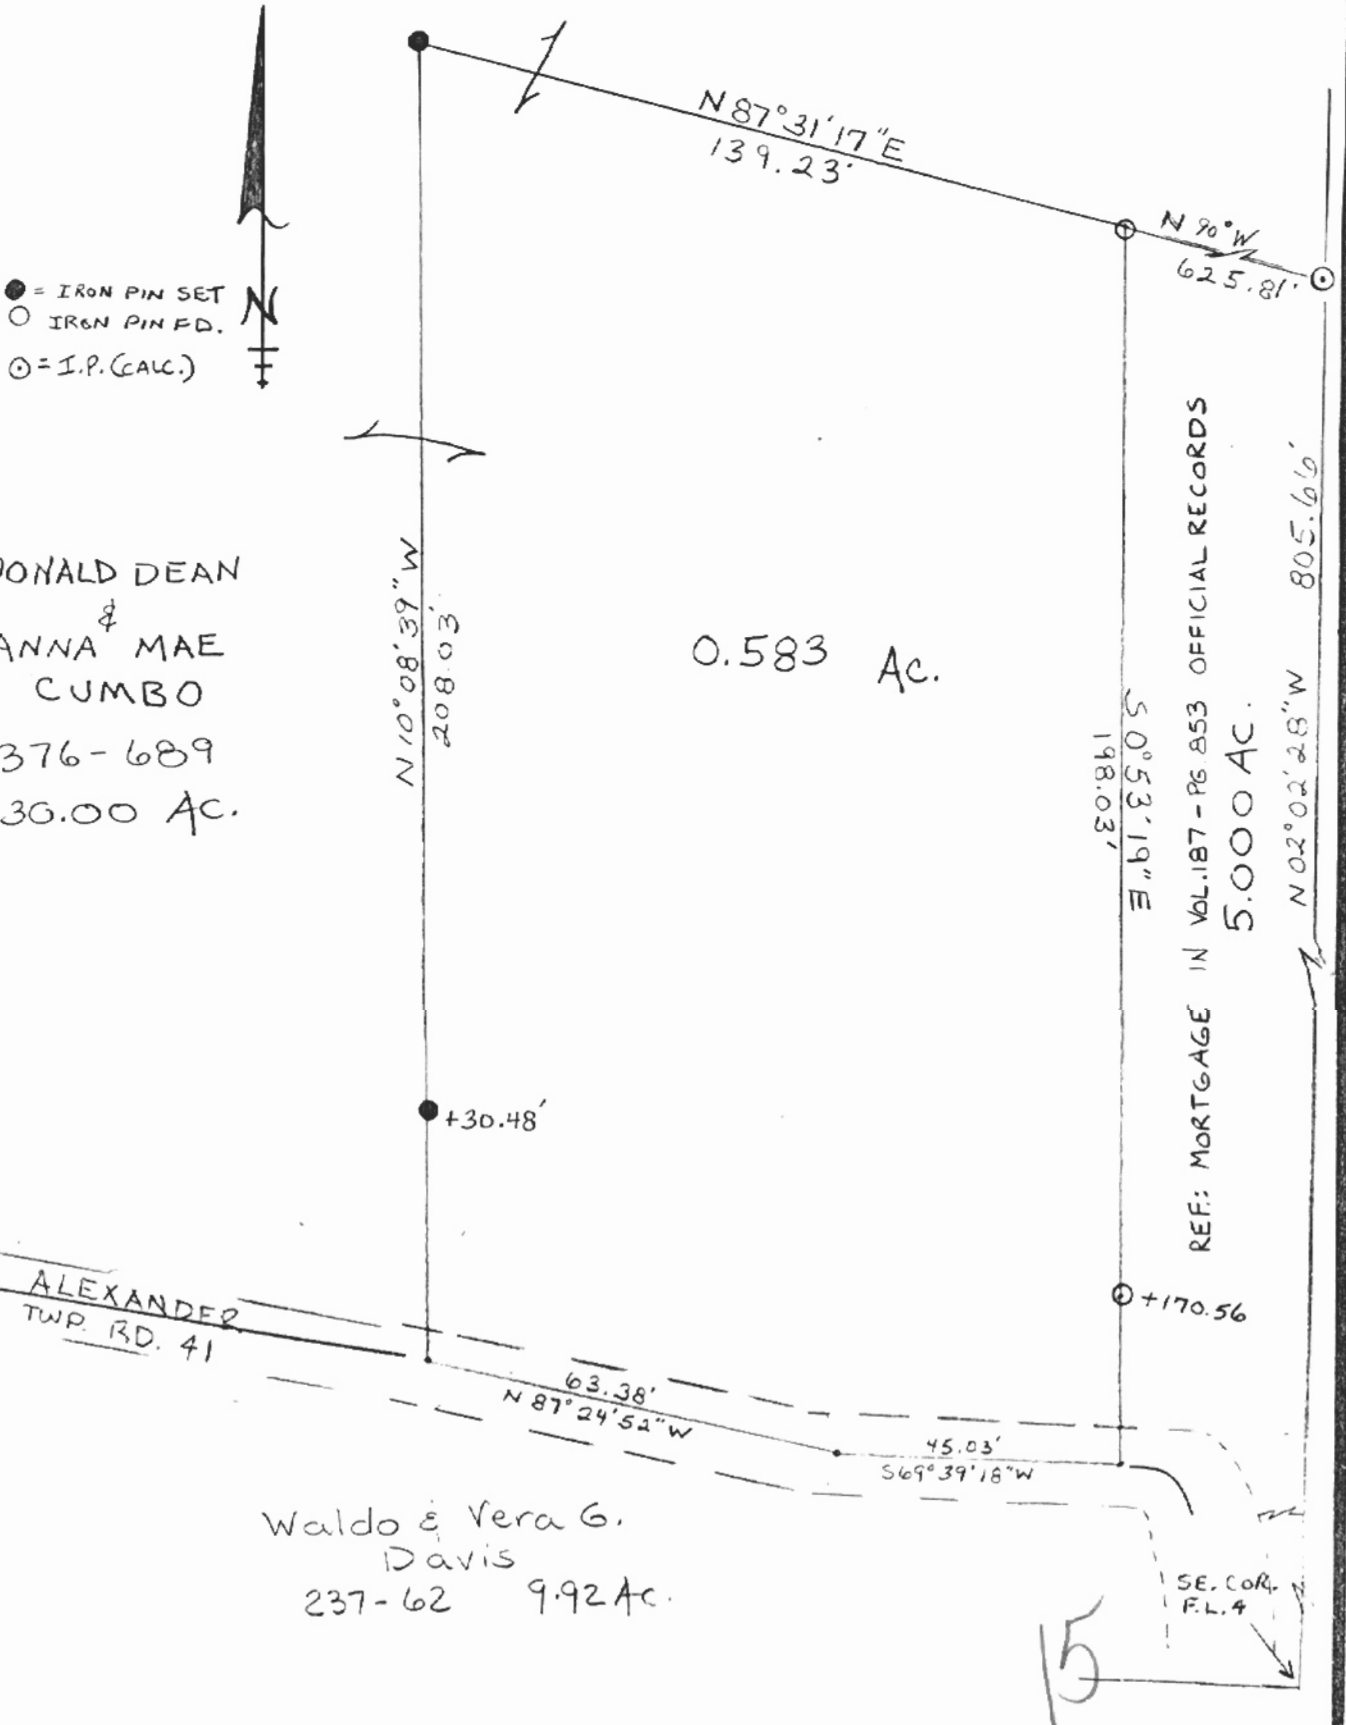 N 87°31'17"E
139.23'
N 90°W
625.81'
● = IRON PIN SET
○ IRON PIN FD.
⊙ = I.P. (CALC.)
N
ONALD DEAN
&
ANNA MAE
CUMBO
376-689
30.00 AC.
N 0°08'39"W
208.03'
0.583 AC.
S 0°53'19"E
198.03'
REF: MORTGAGE IN VOL.187-PG.853 OFFICIAL RECORDS
5.000 AC.
N02°02'28"W 805.66'
+30.48'
+170.56
ALEXANDER
TWP. RD. 41
63.38'
N 87°24'52"W
45.03'
S69°39'18"W
Waldo & Vera G.
Davis
237-62 9.92 Ac.
SE. COR.
F.L. 4
15